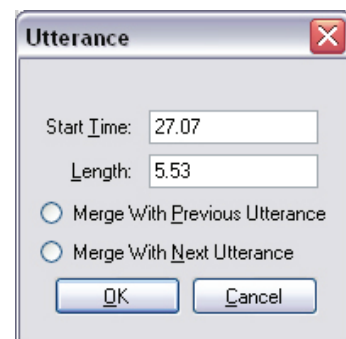 Utterance
Start Time: 27.07
Length: 5.53
Merge With Previous Utterance
Merge With Next Utterance
OK Cancel